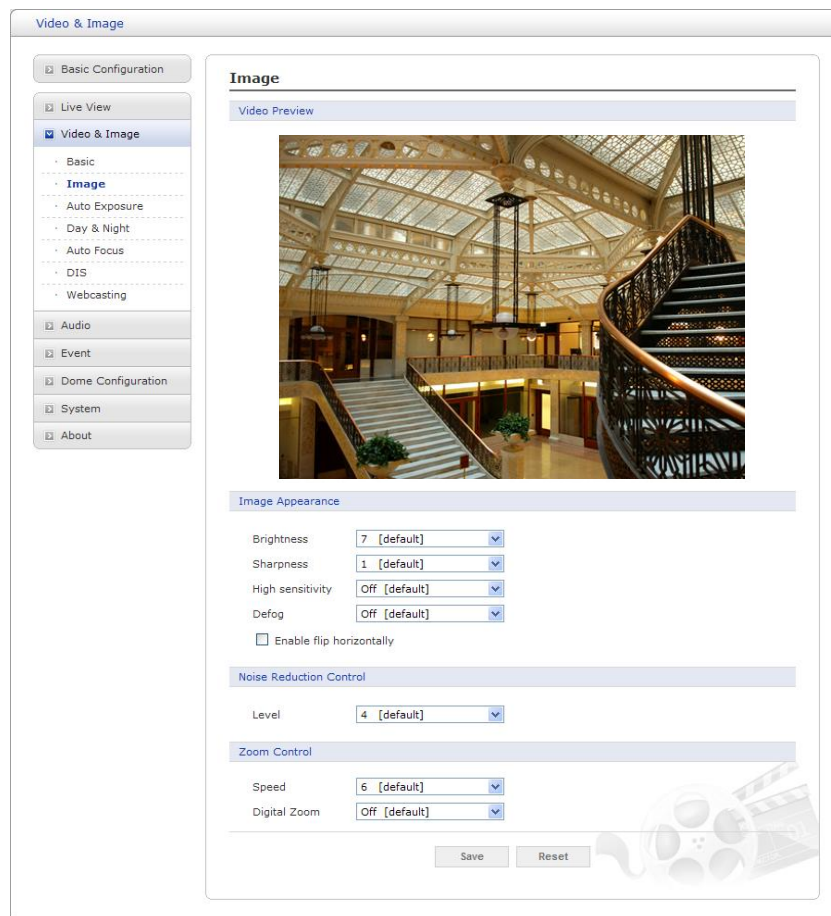 Video & Image
Basic Configuration
Live View
Video & Image
Basic
Image
Auto Exposure
Day & Night
Auto Focus
DIS
Webcasting
Audio
Event
Dome Configuration
System
About
Image
Video Preview
Image Appearance
Brightness 7 [default]
Sharpness 1 [default]
High sensitivity Off [default]
Defog Off [default]
Enable flip horizontally
Noise Reduction Control
Level 4 [default]
Zoom Control
Speed 6 [default]
Digital Zoom Off [default]
Save Reset